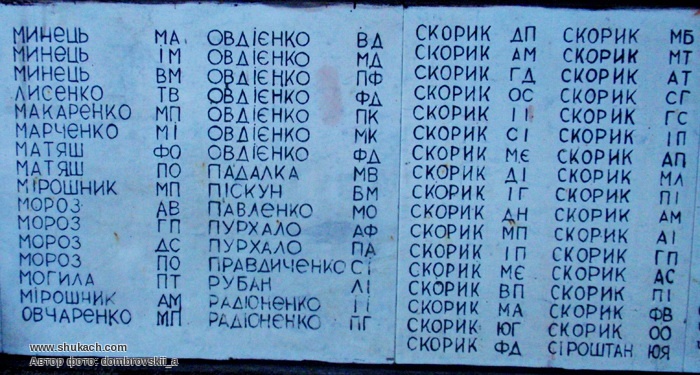 МИНЕЦЬ МА
МИНЕЦЬ ІМ
МИНЕЦЬ ВМ
ЛИСЕНКО ТВ
МАКАРЕНКО МП
МАРЧЕНКО МІ
МАТЯШ ФО
МАТЯШ ПО
МІРОШНИК МП
МОРОЗ АВ
МОРОЗ ГП
МОРОЗ ДС
МОРОЗ ПО
МОГИЛА ПТ
МІРОШНИК АМ
ОВЧАРЕНКО МП
ОВДІЄНКО ВД
ОВДІЄНКО МД
ОВДІЄНКО ПФ
ОВДІЄНКО ФД
ОВДІЄНКО ПК
ОВДІЄНКО МК
ОВДІЄНКО ФД
ПАДАЛКА МВ
ПІСКУН ВМ
ПАВЛЕНКО МО
ПУРХАЛО АФ
ПУРХАЛО ПА
ПРАВДИЧЕНКО СІ
РУБАН ЛІ
РАДІОНЕНКО ІІ
РАДІОНЕНКО ПГ
СКОРИК ДП
СКОРИК АМ
СКОРИК ГД
СКОРИК ОС
СКОРИК ІІ
СКОРИК СІ
СКОРИК МЄ
СКОРИК ДІ
СКОРИК ІГ
СКОРИК ДН
СКОРИК МП
СКОРИК ІП
СКОРИК МЄ
СКОРИК ВП
СКОРИК МА
СКОРИК ЮГ
СКОРИК ФД
СКОРИК МБ
СКОРИК МТ
СКОРИК АТ
СКОРИК СГ
СКОРИК ГС
СКОРИК ІП
СКОРИК АП
СКОРИК МЛ
СКОРИК ПІ
СКОРИК АМ
СКОРИК АІ
СКОРИК ГП
СКОРИК АС
СКОРИК ПІ
СКОРИК ФВ
СКОРИК ОО
СІРОШТАН ЮЯ
www.shukach.com
Автор фото: dombrovskii_a